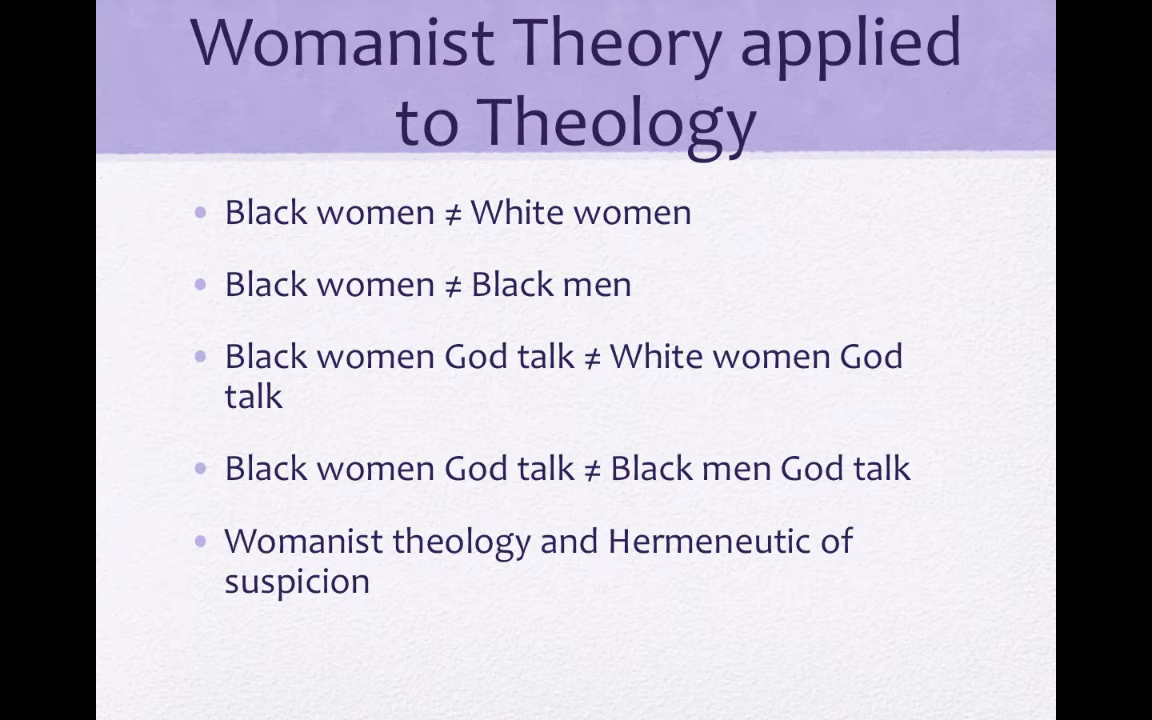 Womanist Theory applied
to Theology
• Black women ≠ White women
• Black women ≠ Black men
• Black women God talk ≠ White women God
talk
• Black women God talk ≠ Black men God talk
• Womanist theology and Hermeneutic of
suspicion